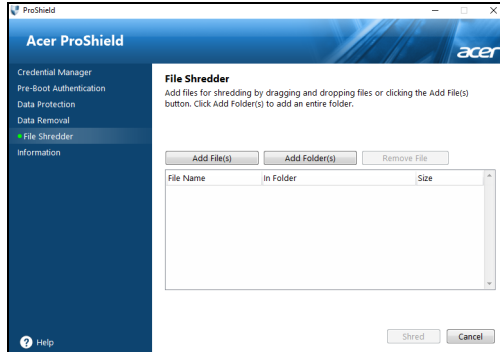 ProShield
Acer ProShield
acer
Credential Manager
Pre-Boot Authentication
Data Protection
Data Removal
File Shredder
Information
Help
File Shredder
Add files for shredding by dragging and dropping files or clicking the Add File(s)
button. Click Add Folder(s) to add an entire folder.
Add File(s) Add Folder(s) Remove File
File Name In Folder Size
Shred Cancel